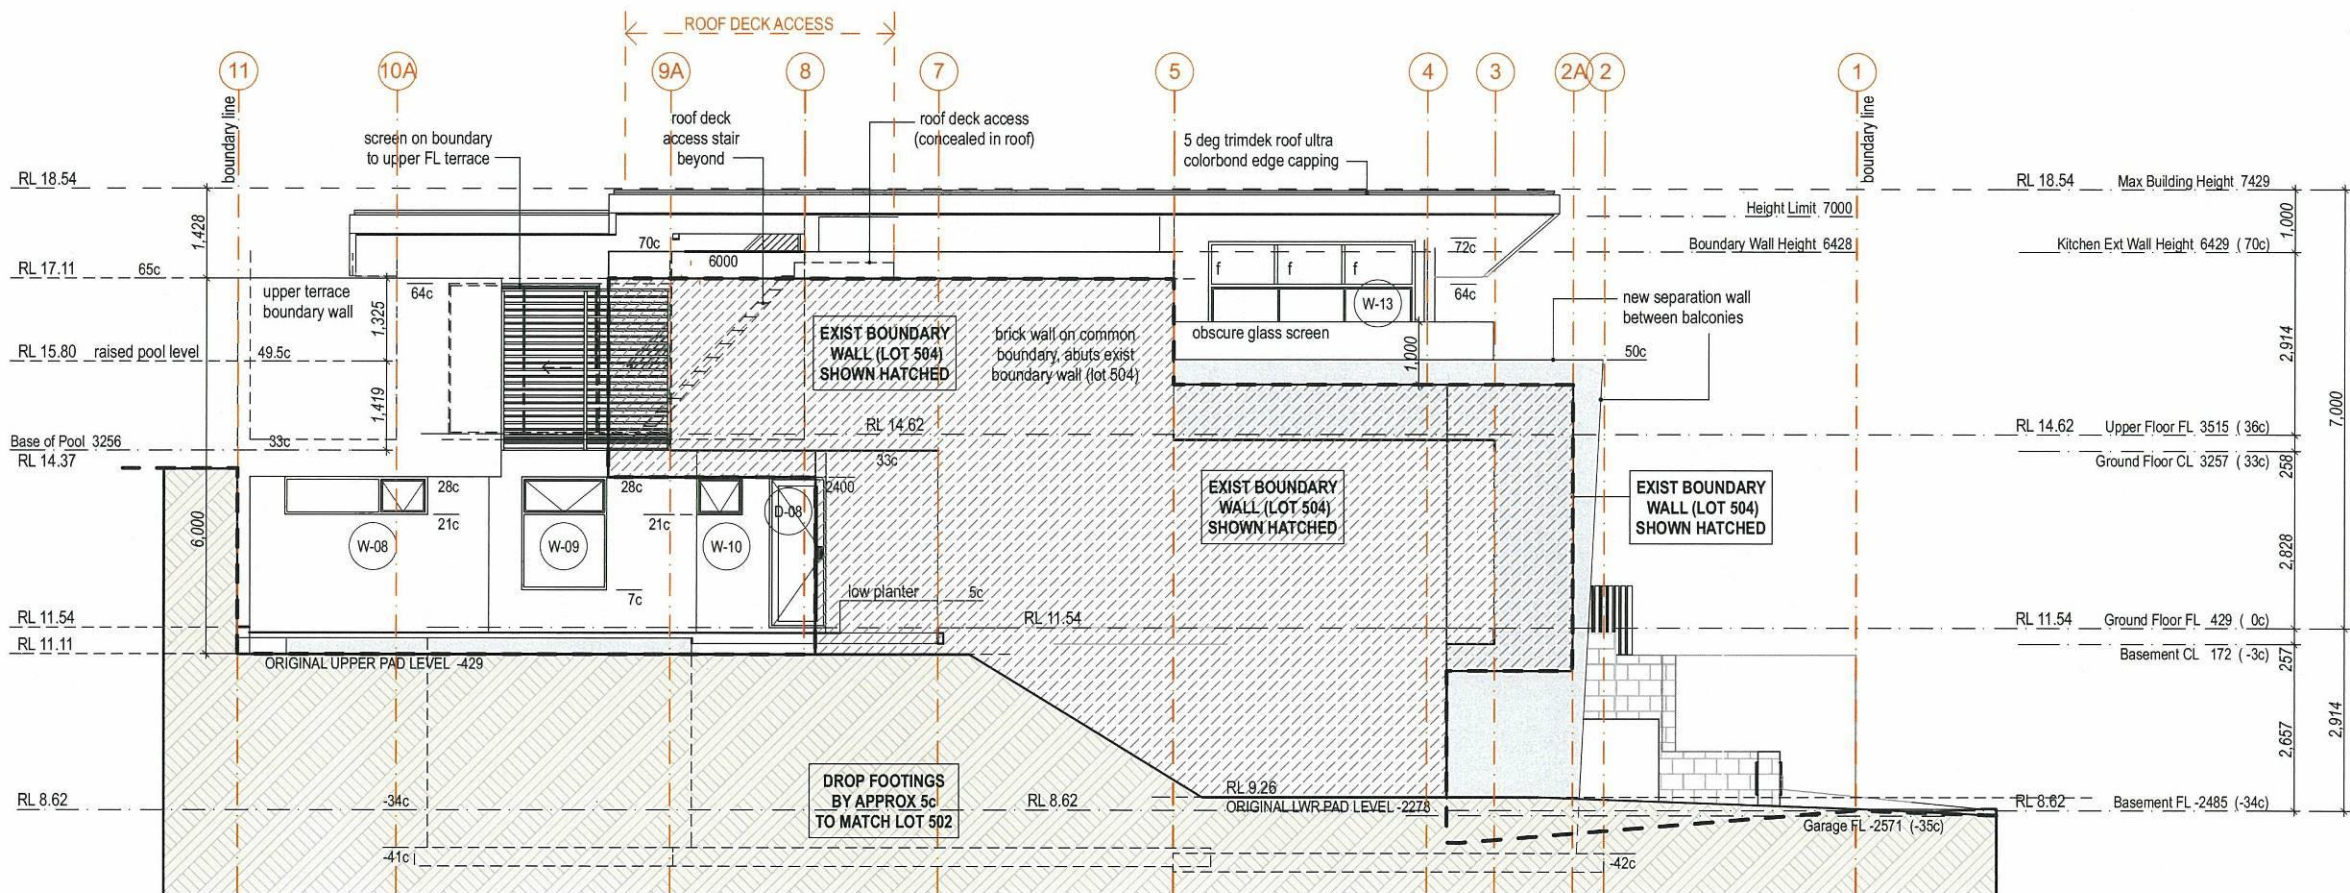 ROOF DECK ACCESS
11
10A
9A
8
7
5
4
3
2A
2
1
boundary line
boundary line
screen on boundary
to upper FL terrace
roof deck
access stair
beyond
roof deck access
(concealed in roof)
5 deg trimdek roof ultra
colorbond edge capping
RL 18.54
RL 18.54
Max Building Height 7429
Height Limit 7000
Boundary Wall Height 6428
Kitchen Ext Wall Height 6429 (70c)
1,428
1,000
70c
72c
6000
RL 17.11
65c
64c
64c
f
f
f
W-13
upper terrace
boundary wall
1,325
EXIST BOUNDARY
WALL (LOT 504)
SHOWN HATCHED
brick wall on common
boundary, abuts exist
boundary wall (lot 504)
obscure glass screen
1,000
new separation wall
between balconies
50c
2,914
7,000
RL 15.80
raised pool level
49.5c
1,419
RL 14.62
RL 14.62
Upper Floor FL 3515 (36c)
Base of Pool 3256
33c
RL 14.37
33c
Ground Floor CL 3257 (33c)
258
28c
28c
2400
21c
21c
D-08
W-08
W-09
W-10
6,000
EXIST BOUNDARY
WALL (LOT 504)
SHOWN HATCHED
EXIST BOUNDARY
WALL (LOT 504)
SHOWN HATCHED
2,828
7c
low planter
5c
RL 11.54
RL 11.54
RL 11.54
Ground Floor FL 429 ( 0c)
RL 11.11
Basement CL 172 (-3c)
257
ORIGINAL UPPER PAD LEVEL -429
2,657
2,914
DROP FOOTINGS
BY APPROX 5c
TO MATCH LOT 502
RL 9.26
ORIGINAL LWR PAD LEVEL -2278
RL 8.62
-34c
RL 8.62
RL 8.62
Basement FL -2485 (-34c)
Garage FL -2571 (-35c)
-41c
-42c